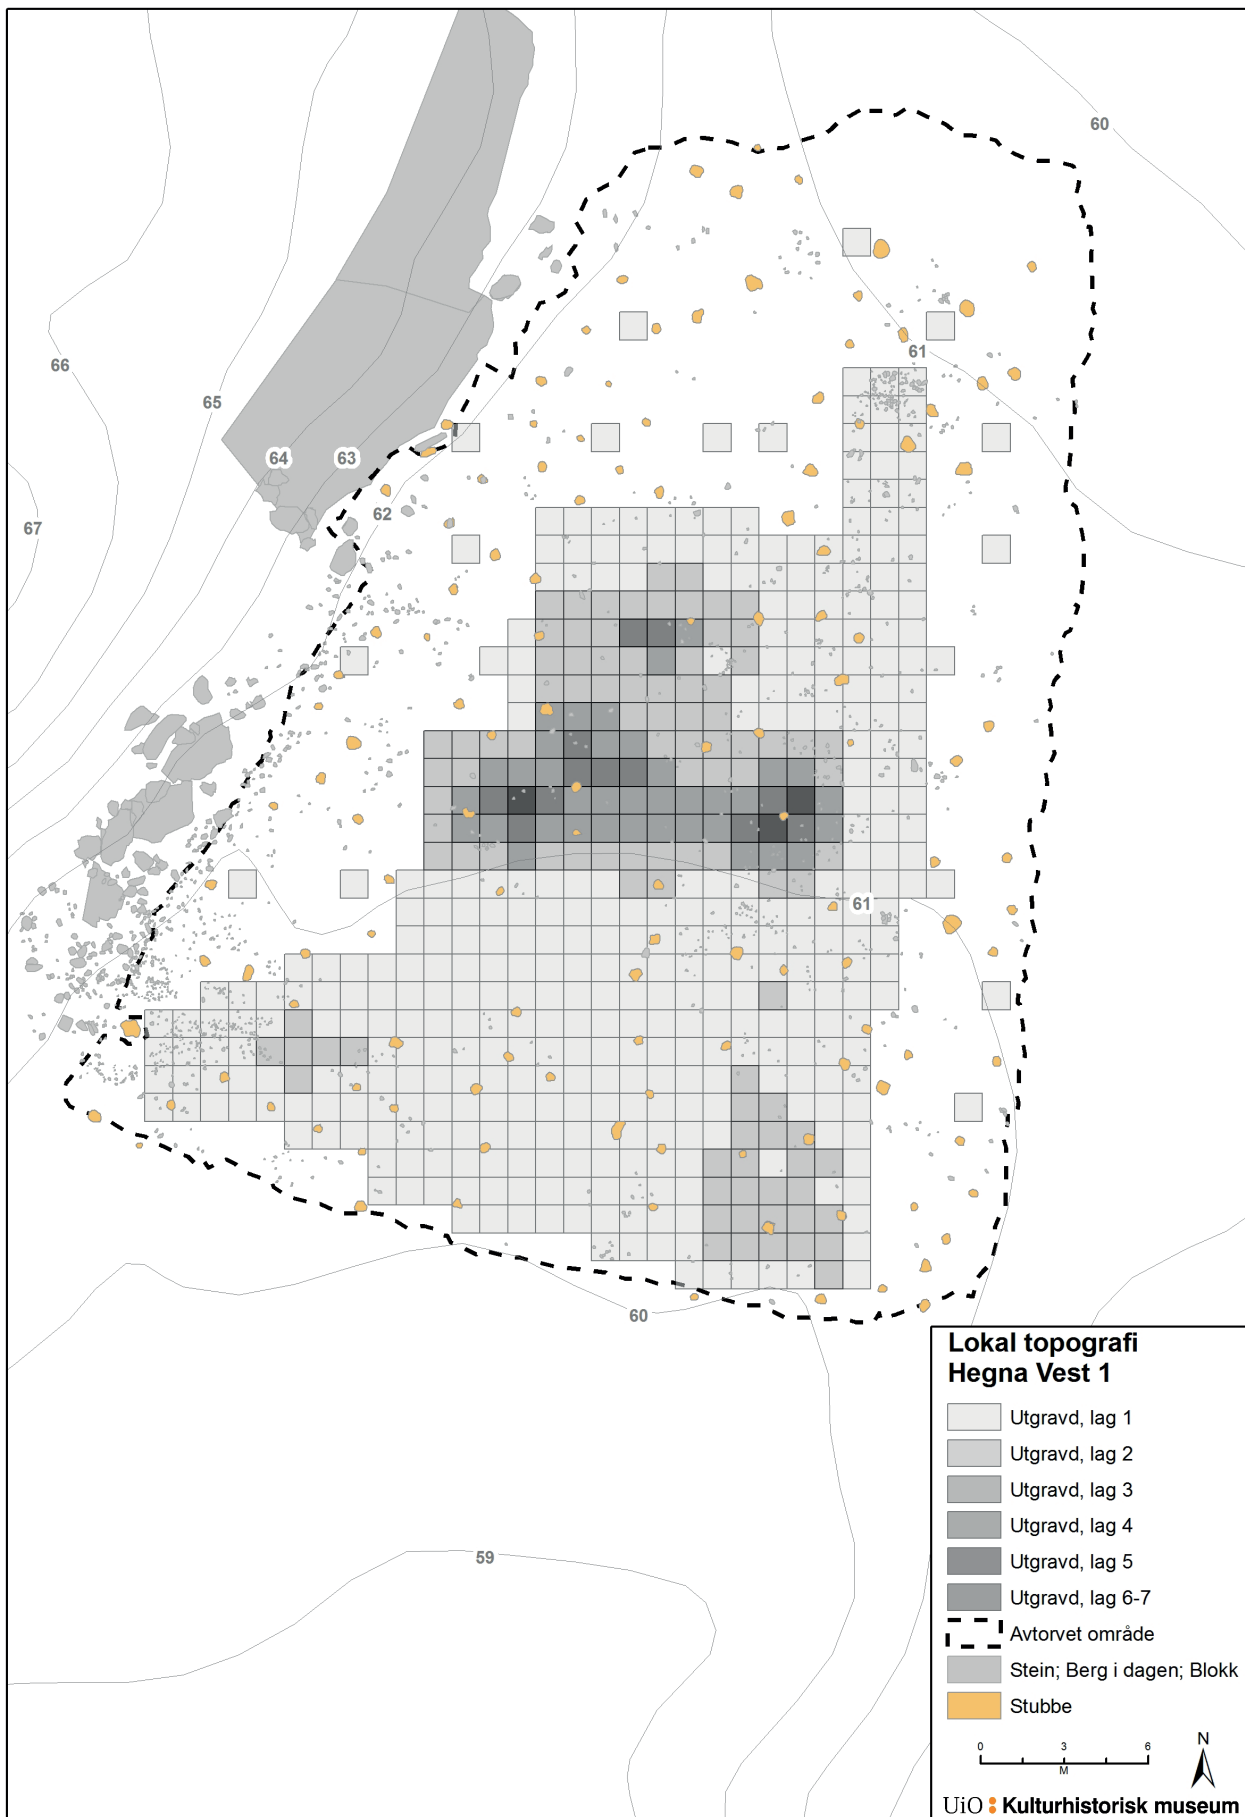 60
66
61
65
64
63
62
67
61
60
59
Lokal topografi
Hegna Vest 1
Utgravd, lag 1
Utgravd, lag 2
Utgravd, lag 3
Utgravd, lag 4
Utgravd, lag 5
Utgravd, lag 6-7
Avtorvet område
Stein; Berg i dagen; Blokk
Stubbe
0 3 6
M
N
UiO Kulturhistorisk museum